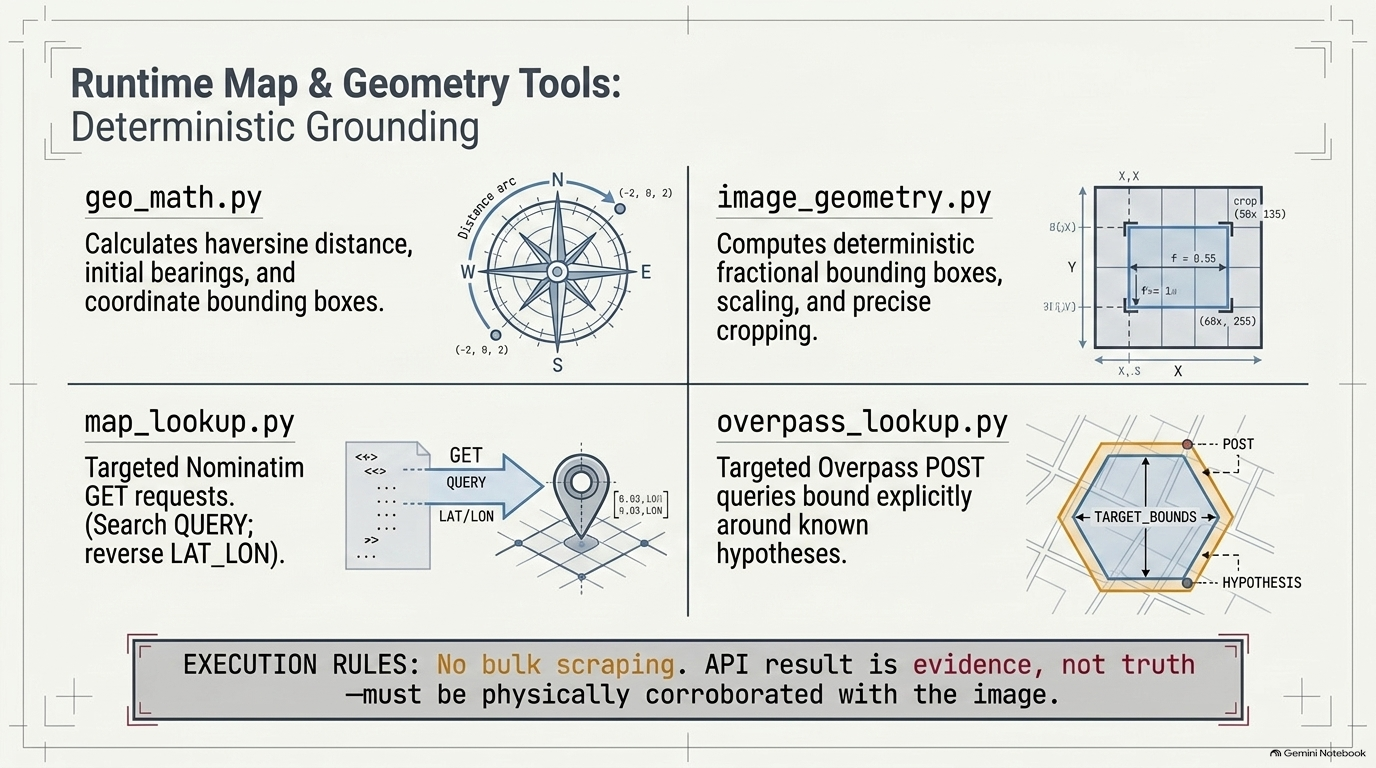 Runtime Map & Geometry Tools:
Deterministic Grounding
geo_math.py
Calculates haversine distance,
initial bearings, and
coordinate bounding boxes.
Distance arc
N
(-2, 0, 2)
W
E
(-2, 0, 2)
S
image_geometry.py
Computes deterministic
fractional bounding boxes,
scaling, and precise
cropping.
X,X
crop
(50x 135)
Y
f = 0.55
(68x, 255)
X,.S
X
map_lookup.py
Targeted Nominatim
GET requests.
(Search QUERY;
reverse LAT_LON).
<+>
<<>
...
...
...
...
>>
...
GET
QUERY
LAT/LON
overpass_lookup.py
Targeted Overpass POST
queries bound explicitly
around known
hypotheses.
POST
TARGET_BOUNDS
HYPOTHESIS
EXECUTION RULES: No bulk scraping. API result is evidence, not truth
—must be physically corroborated with the image.
Gemini Notebook